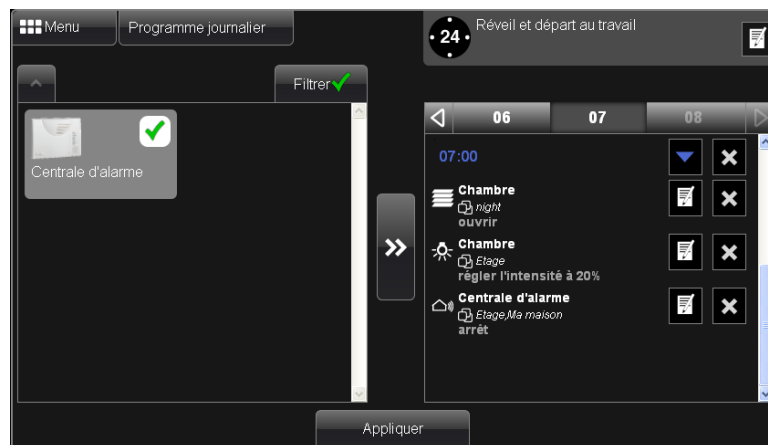 Menu
Programme journalier
24
Réveil et départ au travail
Filtrer
Centrale d'alarme
06
07
08
07:00
Chambre
night
ouvrir
Chambre
Etage
régler l'intensité à 20%
Centrale d'alarme
Etage,Ma maison
arrêt
Appliquer